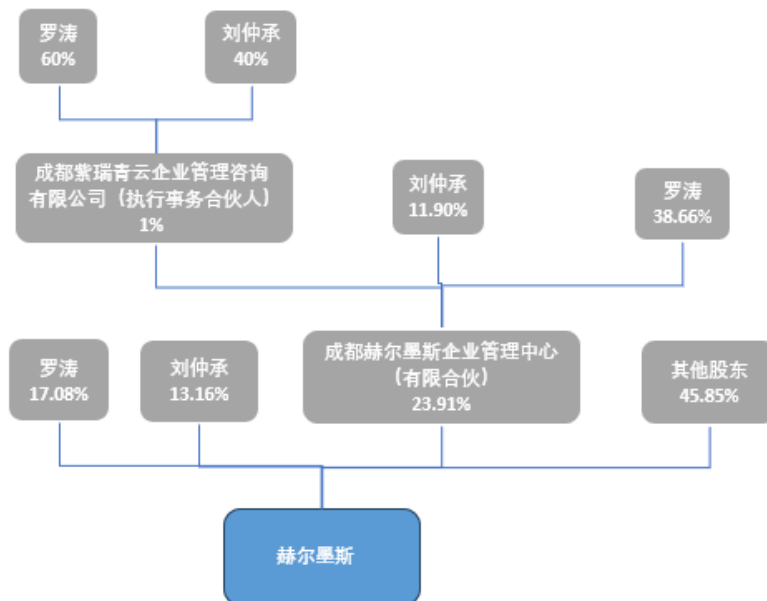 罗涛
60%
刘仲承
40%
成都紫瑞青云企业管理咨询
有限公司（执行事务合伙人）
1%
刘仲承
11.90%
罗涛
38.66%
罗涛
17.08%
刘仲承
13.16%
成都赫尔墨斯企业管理中心
（有限合伙）
23.91%
其他股东
45.85%
赫尔墨斯